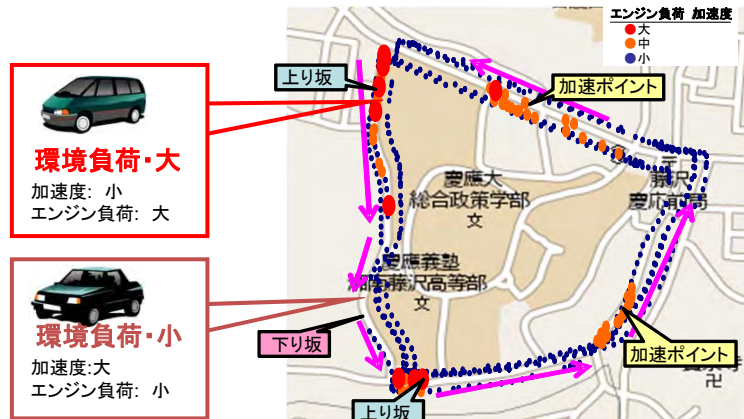 エンジン負荷 加速度
大
中
小
上り坂
加速ポイント
環境負荷・大
加速度: 小
エンジン負荷: 大
慶應大
総合政策学部
文
藤沢
慶応前局
慶應義塾
湘南藤沢高等部
文
環境負荷・小
加速度:大
エンジン負荷: 小
下り坂
加速ポイント
卍
上り坂